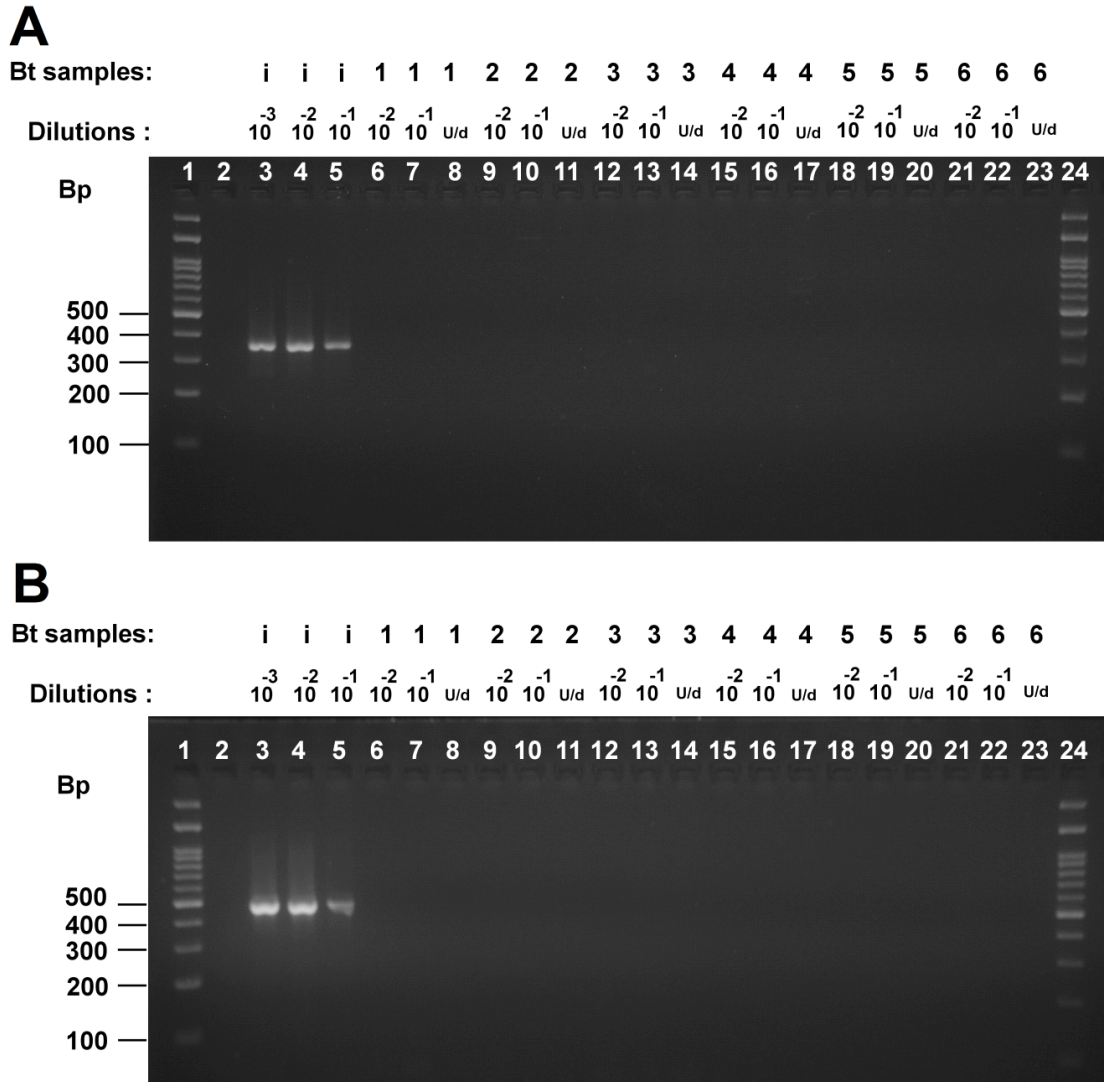 A
Bt samples: i i i 1 1 1 2 2 2 3 3 3 4 4 4 5 5 5 6 6 6
Dilutions : 10-3 10-2 10-1 10-2 10-1 U/d 10-2 10-1 U/d 10-2 10-1 U/d 10-2 10-1 U/d 10-2 10-1 U/d 10-2 10-1 U/d
1 2 3 4 5 6 7 8 9 10 11 12 13 14 15 16 17 18 19 20 21 22 23 24
Bp
500
400
300
200
100
B
Bt samples: i i i 1 1 1 2 2 2 3 3 3 4 4 4 5 5 5 6 6 6
Dilutions : 10-3 10-2 10-1 10-2 10-1 U/d 10-2 10-1 U/d 10-2 10-1 U/d 10-2 10-1 U/d 10-2 10-1 U/d 10-2 10-1 U/d
1 2 3 4 5 6 7 8 9 10 11 12 13 14 15 16 17 18 19 20 21 22 23 24
Bp
500
400
300
200
100